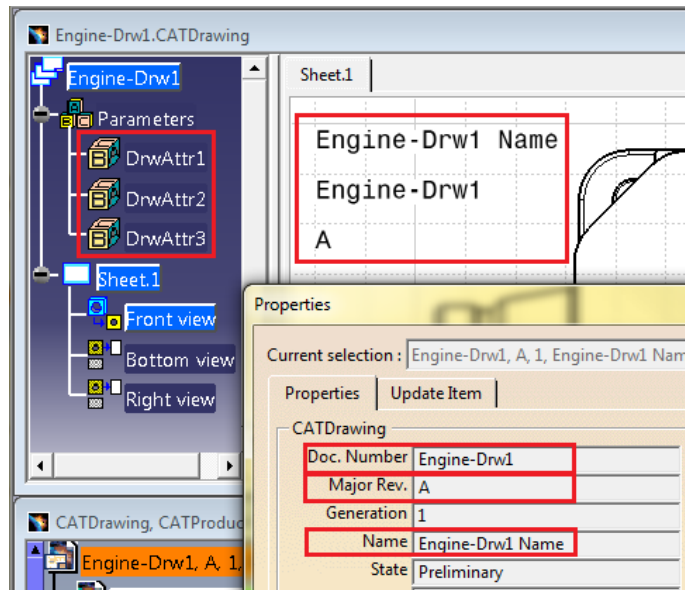 Engine-Drw1.CATDrawing
Engine-Drw1
Parameters
DrwAttr1
DrwAttr2
DrwAttr3
Sheet.1
Front view
Bottom view
Right view
Sheet.1
Engine-Drw1 Name
Engine-Drw1
A
Properties
Current selection : Engine-Drw1, A, 1, Engine-Drw1 Nam
Properties
Update Item
CATDrawing
Doc. Number Engine-Drw1
Major Rev. A
Generation 1
Name Engine-Drw1 Name
State Preliminary
CATDrawing, CATProduc
Engine-Drw1, A, 1,